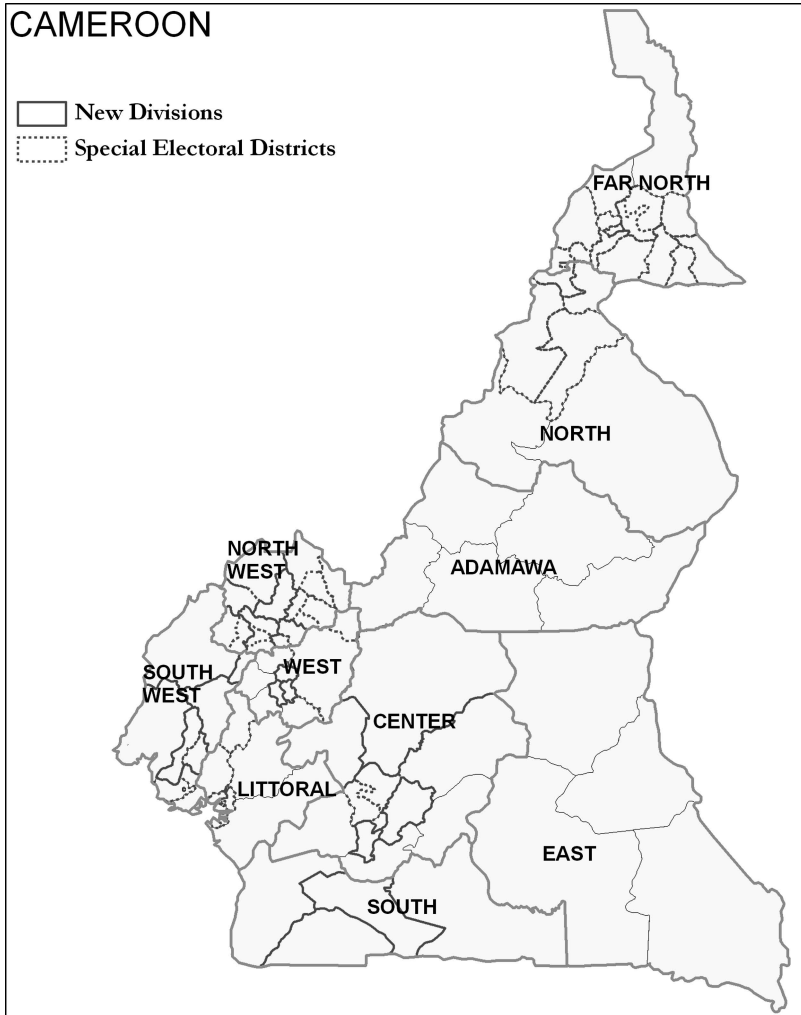 CAMEROON
New Divisions
Special Electoral Districts
FAR NORTH
NORTH
ADAMAWA
NORTH
WEST
WEST
SOUTH
WEST
CENTER
LITTORAL
EAST
SOUTH